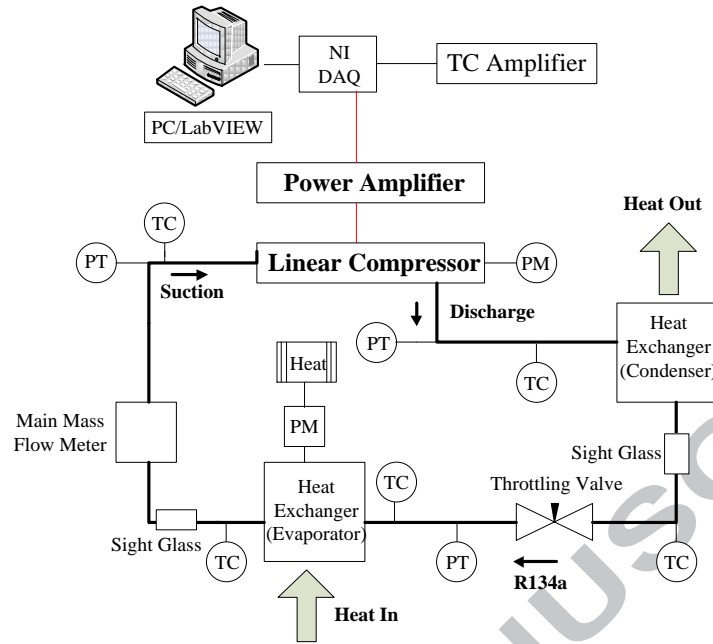 NI
DAQ
TC Amplifier
PC/LabVIEW
Power Amplifier
Heat Out
TC
PT
Linear Compressor
PM
Suction
Discharge
PT
Heat
Exchanger
(Condenser)
Heat
TC
PM
Main Mass
Flow Meter
Sight Glass
Heat
Exchanger
(Evaporator)
TC
Throttling Valve
Sight Glass
TC
PT
TC
R134a
Heat In